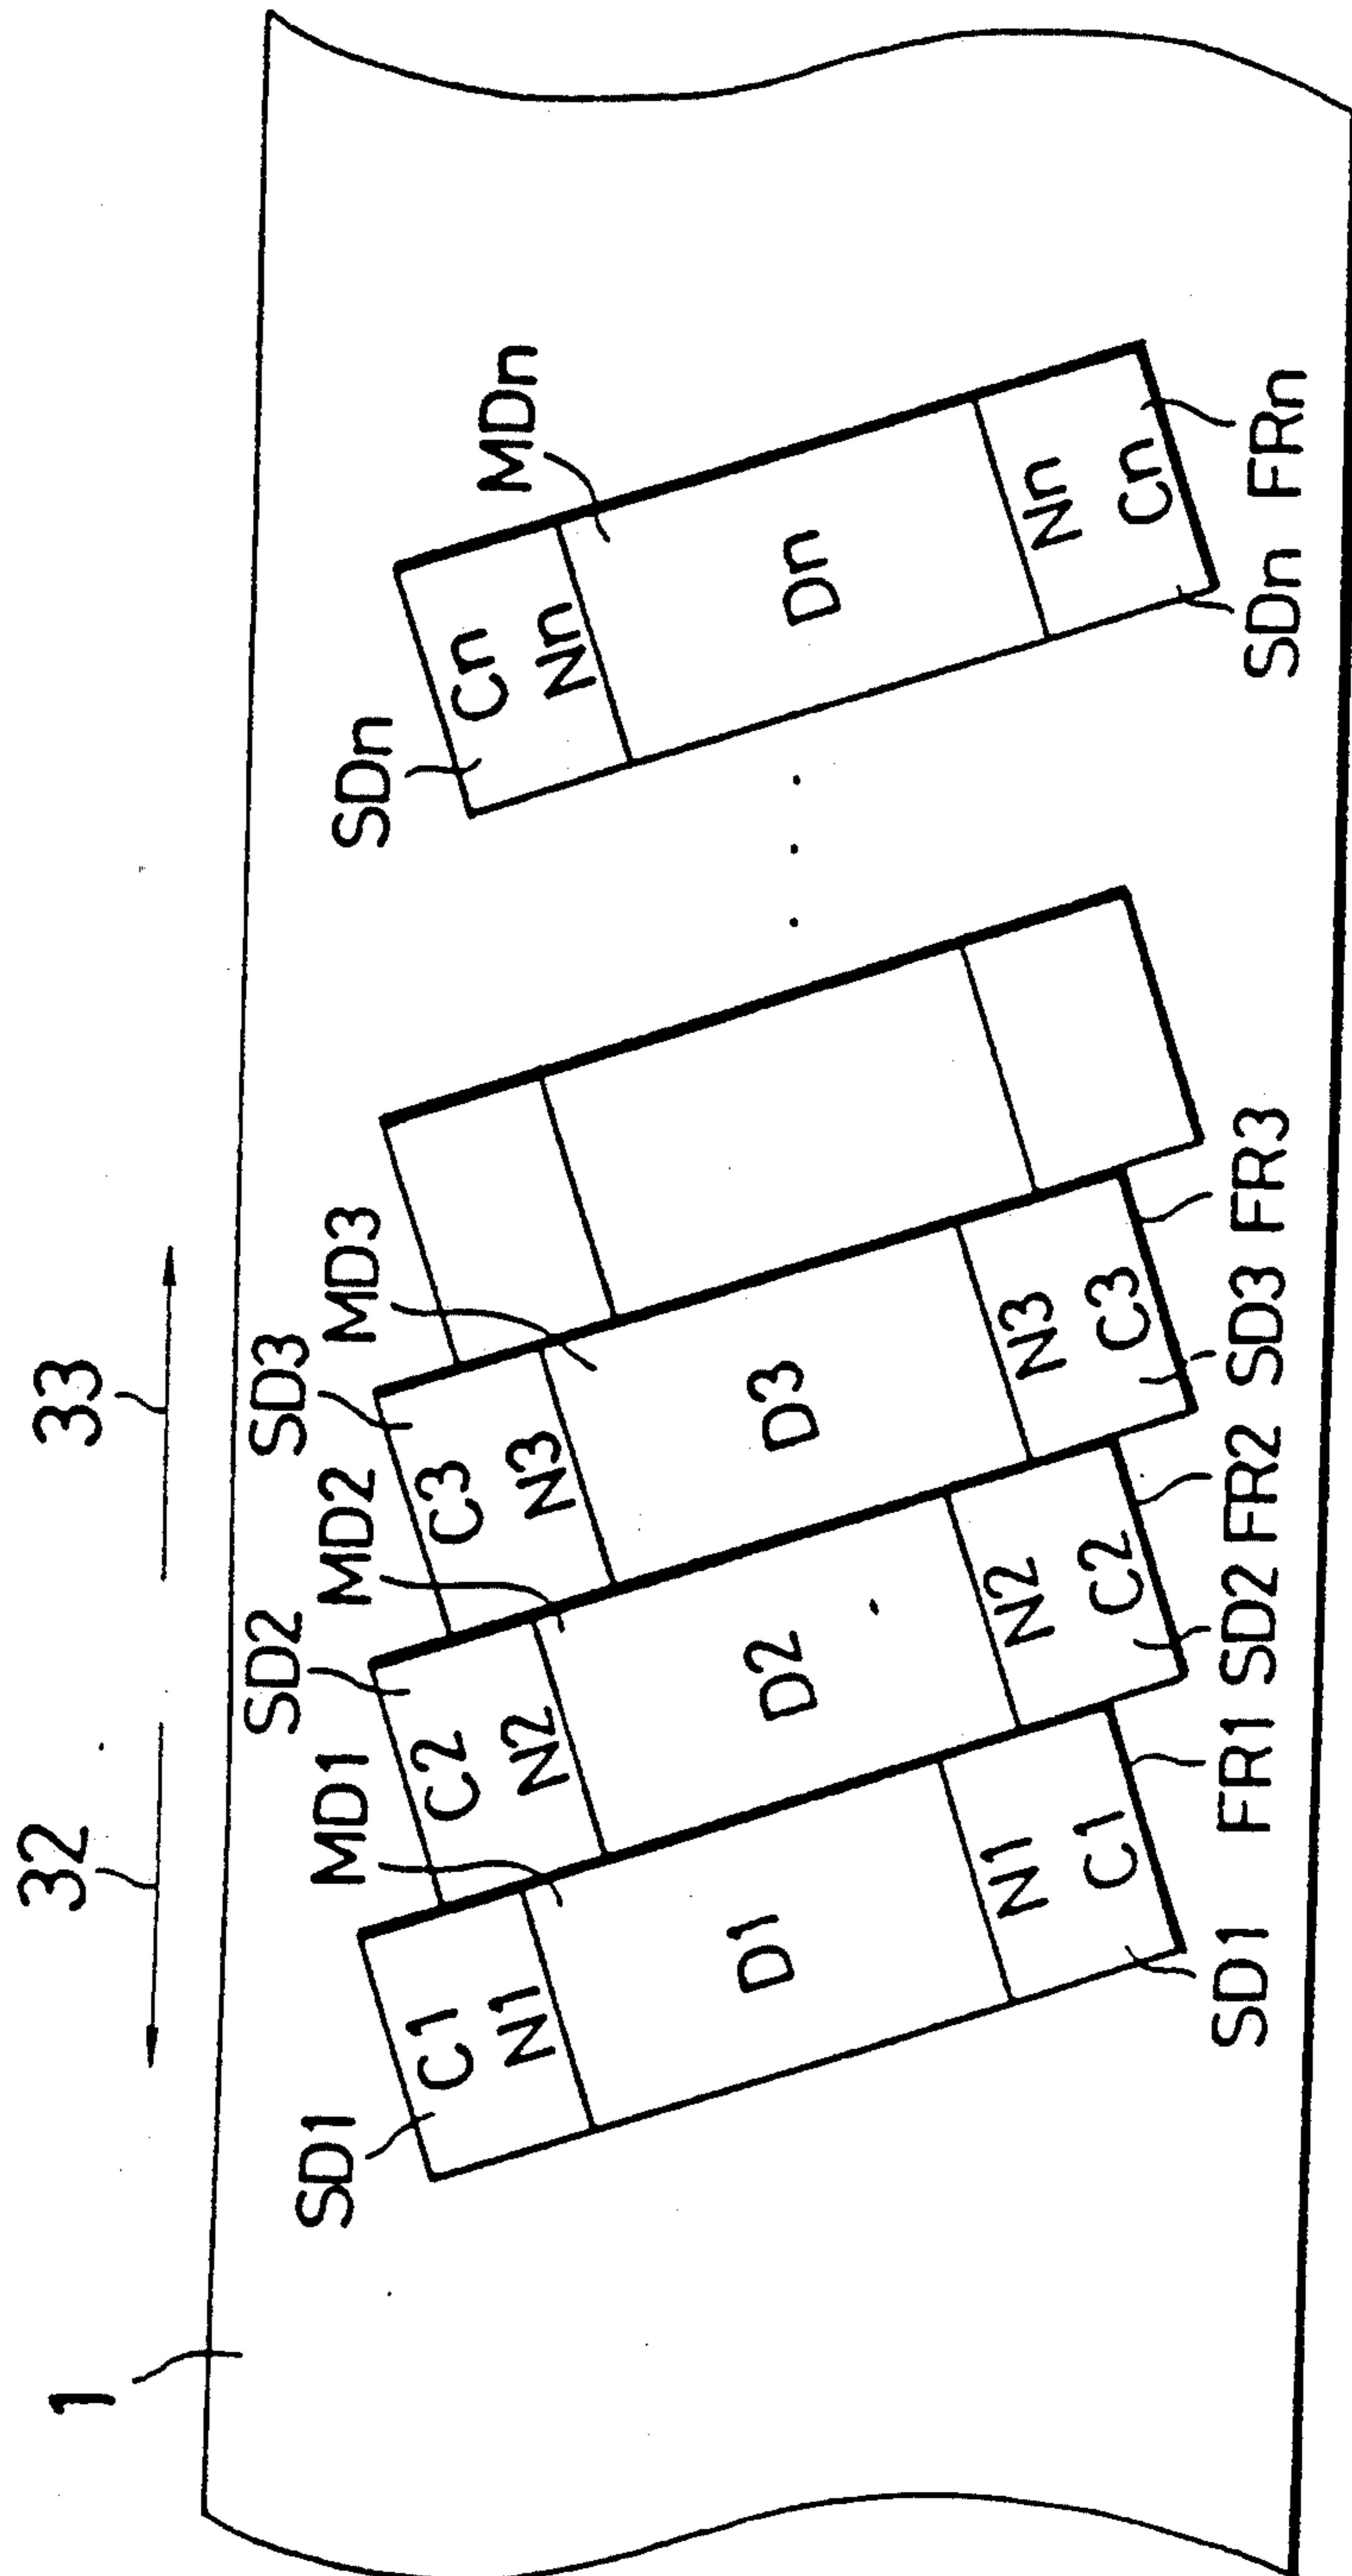 1
32
33
SD1
MD1
SD2
MD2
SD3
MD3
SDn
MDn
C1
N1
D1
N1
C1
C2
N2
D2
N2
C2
C3
N3
D3
N3
C3
Cn
Nn
Dn
Nn
Cn
SD1
FR1
SD2
FR2
SD3
FR3
SDn
FRn